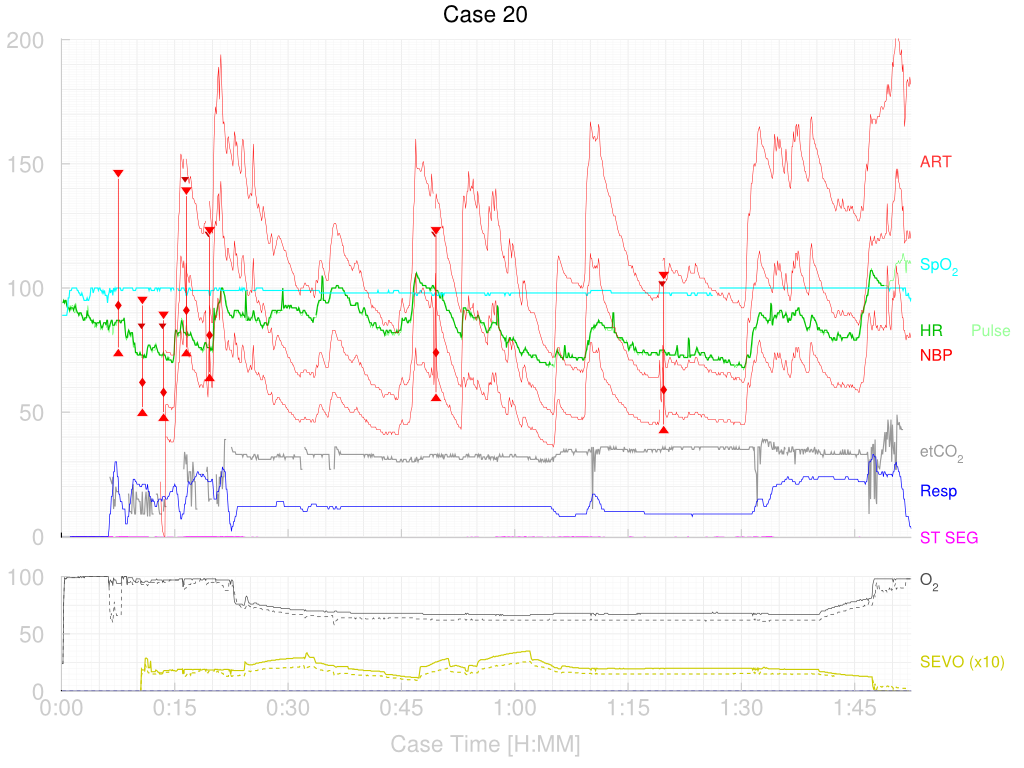 Case 20
200
150
100
50
0
ART
SpO2
HR Pulse
NBP
etCO2
Resp
ST SEG
100
50
0
O2
SEVO (x10)
0:00 0:15 0:30 0:45 1:00 1:15 1:30 1:45
Case Time [H:MM]